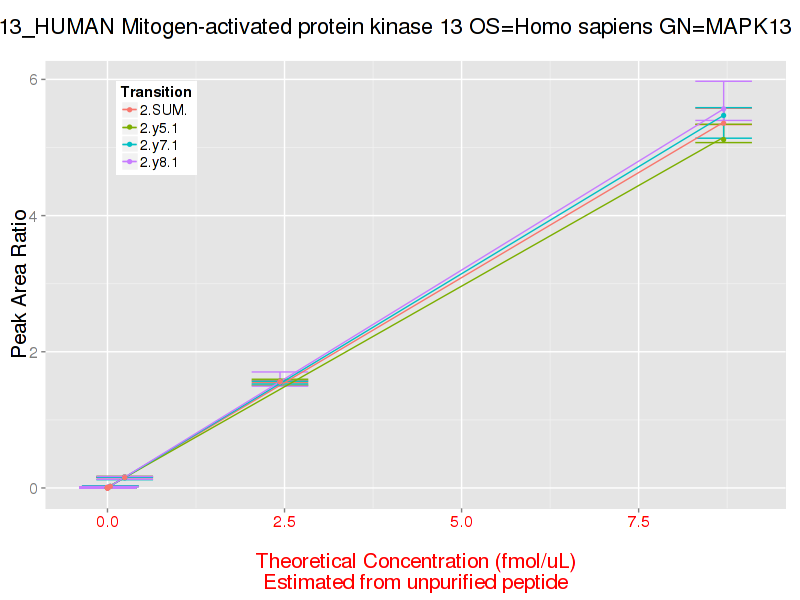 13_HUMAN Mitogen-activated protein kinase 13 OS=Homo sapiens GN=MAPK13
Transition
2.SUM.
2.y5.1
2.y7.1
2.y8.1
Peak Area Ratio
6
4
2
0
0.0 2.5 5.0 7.5
Theoretical Concentration (fmol/uL)
Estimated from unpurified peptide